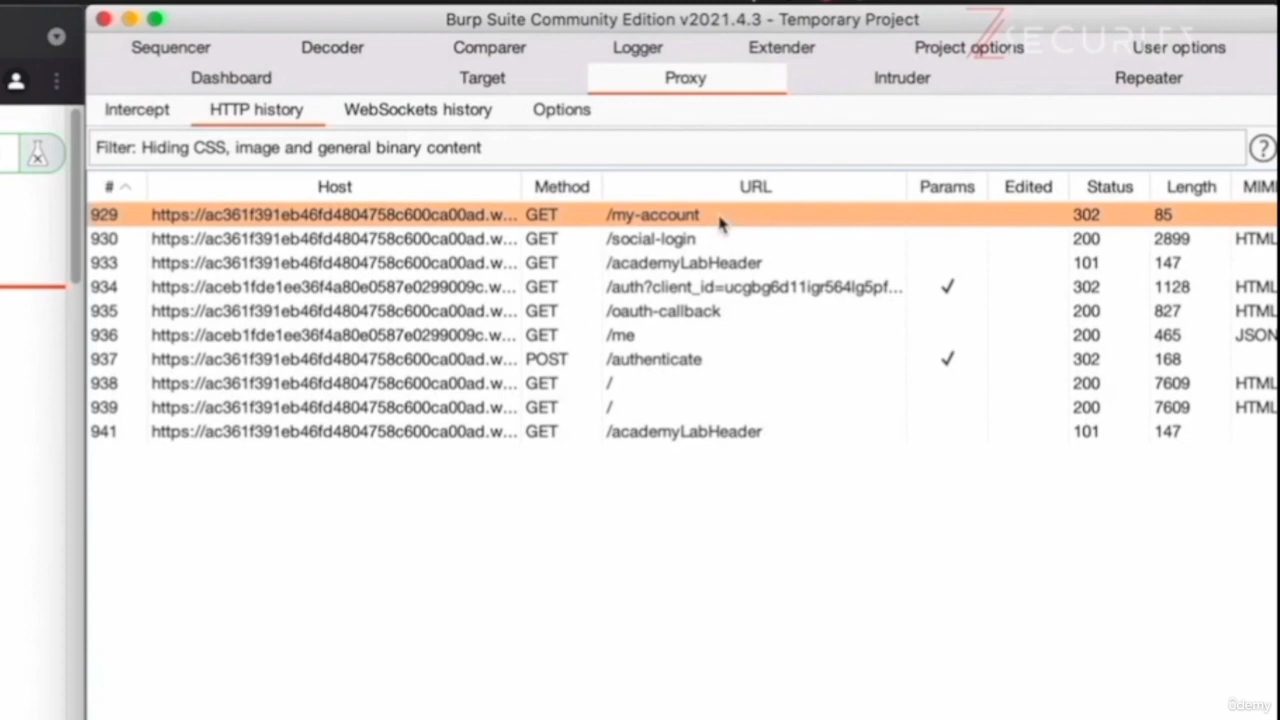 Burp Suite Community Edition v2021.4.3 - Temporary Project
ZSECURITY
Sequencer Decoder Comparer Logger Extender Project options User options
Dashboard Target Proxy Intruder Repeater
Intercept HTTP history WebSockets history Options
Filter: Hiding CSS, image and general binary content ?
# Host Method URL Params Edited Status Length MIM
929 https://ac361f391eb46fd4804758c600ca00ad.w... GET /my-account 302 85
930 https://ac361f391eb46fd4804758c600ca00ad.w... GET /social-login 200 2899 HTML
933 https://ac361f391eb46fd4804758c600ca00ad.w... GET /academyLabHeader 101 147
934 https://aceb1fde1ee36f4a80e0587e0299009c.w... GET /auth?client_id=ucgbg6d11igr564lg5pf... ✓ 302 1128 HTML
935 https://ac361f391eb46fd4804758c600ca00ad.w... GET /oauth-callback 200 827 HTML
936 https://aceb1fde1ee36f4a80e0587e0299009c.w... GET /me 200 465 JSON
937 https://ac361f391eb46fd4804758c600ca00ad.w... POST /authenticate ✓ 302 168
938 https://ac361f391eb46fd4804758c600ca00ad.w... GET / 200 7609 HTML
939 https://ac361f391eb46fd4804758c600ca00ad.w... GET / 200 7609 HTML
941 https://ac361f391eb46fd4804758c600ca00ad.w... GET /academyLabHeader 101 147
ûdemy